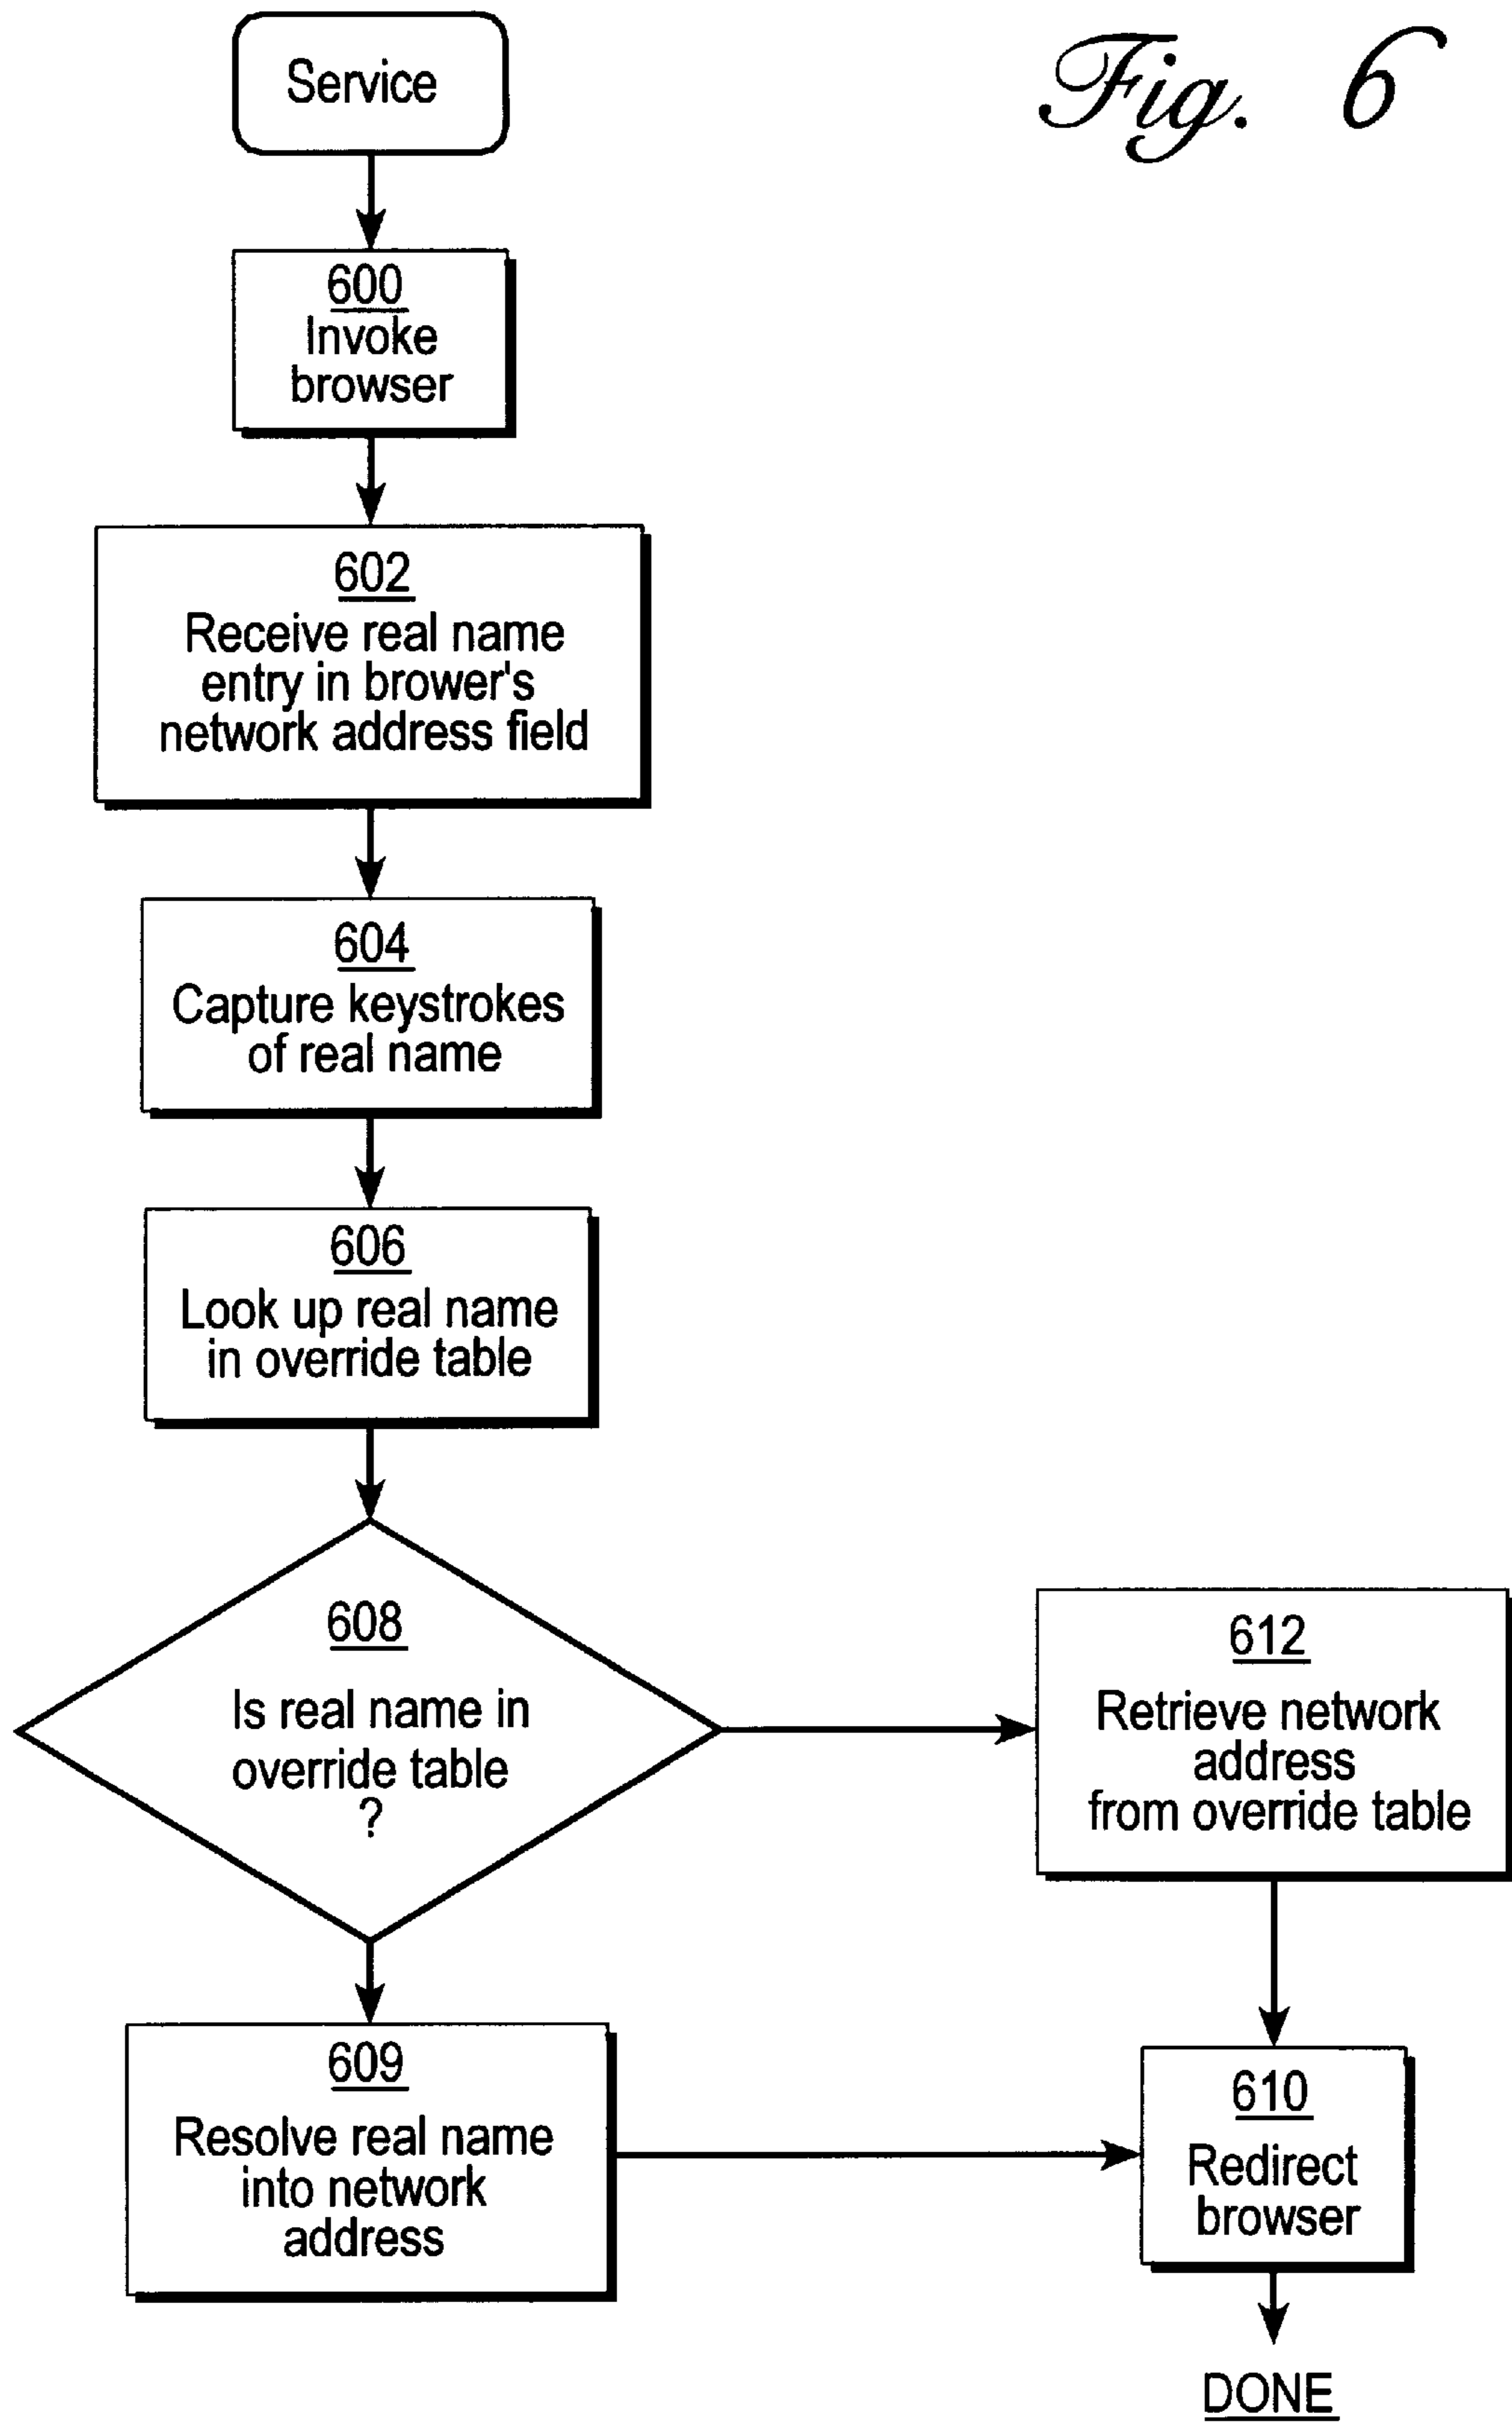 Fig. 6
Service
600
Invoke
browser
602
Receive real name
entry in brower's
network address field
604
Capture keystrokes
of real name
606
Look up real name
in override table
608
Is real name in
override table
?
612
Retrieve network
address
from override table
609
Resolve real name
into network
address
610
Redirect
browser
DONE